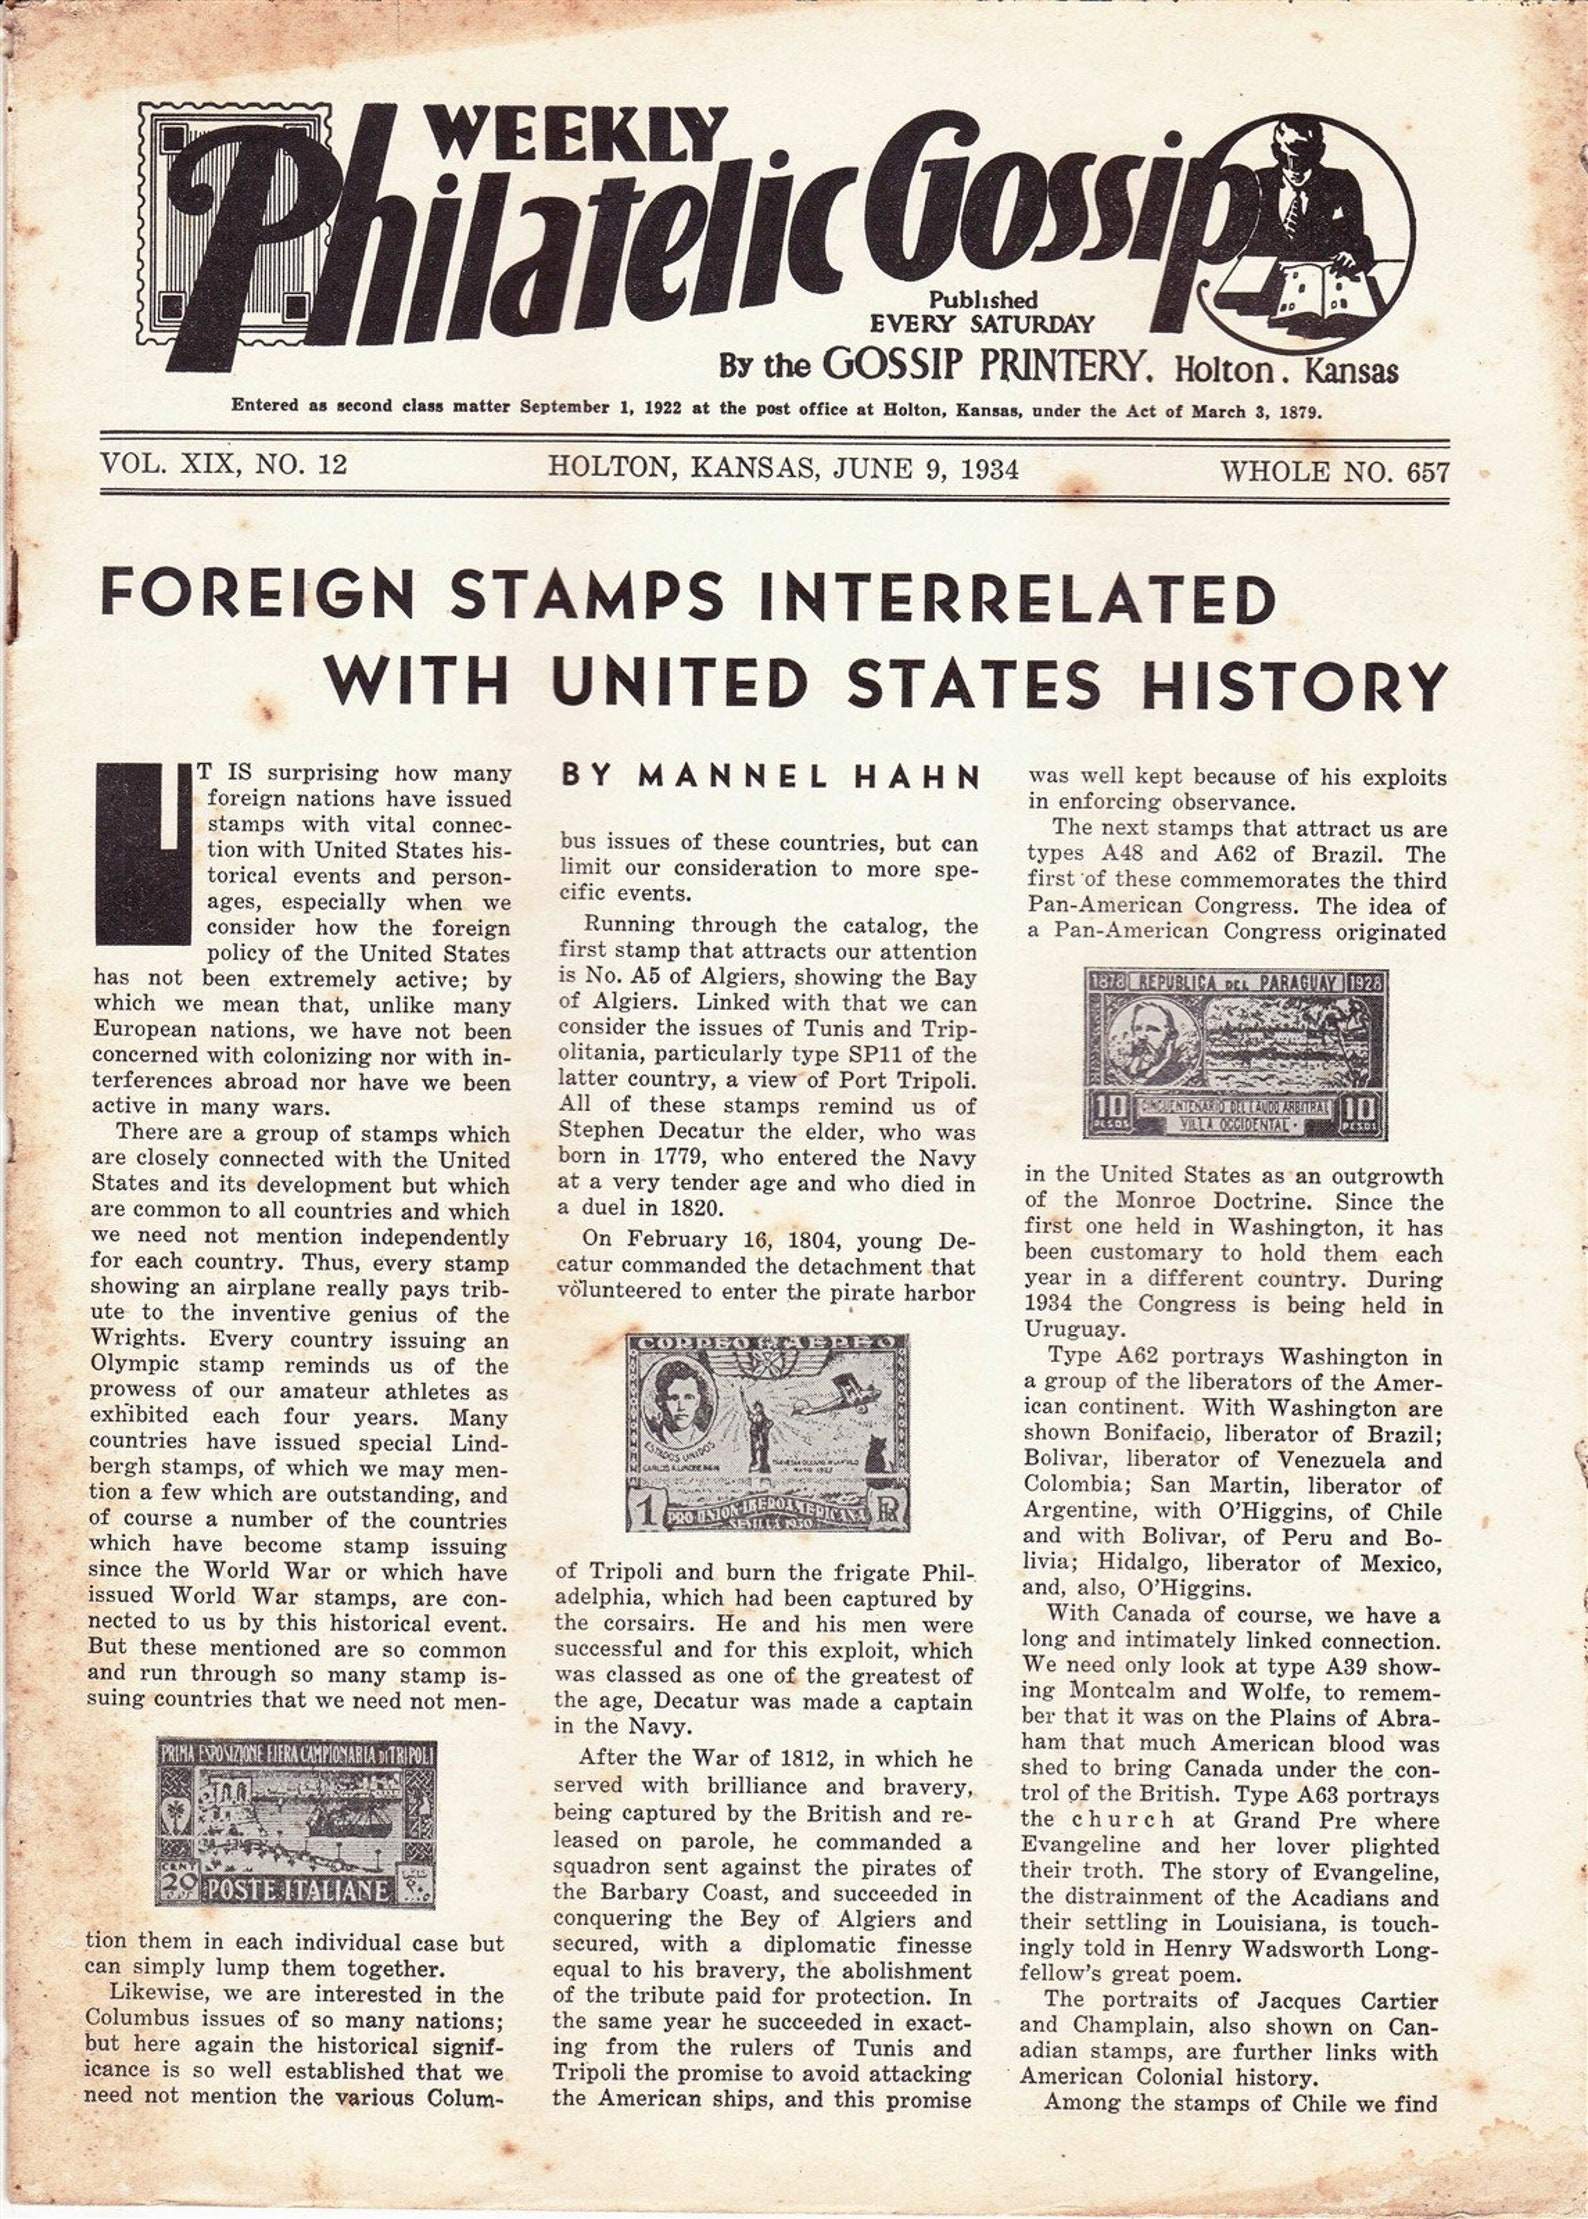 WEEKLY
Philatelic Gossip
Published
EVERY SATURDAY
By the GOSSIP PRINTERY. Holton. Kansas
Entered as second class matter September 1, 1922 at the post office at Holton, Kansas, under the Act of March 3, 1879.
VOL. XIX, NO. 12 HOLTON, KANSAS, JUNE 9, 1934 WHOLE NO. 657
FOREIGN STAMPS INTERRELATED
WITH UNITED STATES HISTORY
BY MANNEL HAHN
IT IS surprising how many
foreign nations have issued
stamps with vital connec-
tion with United States his-
torical events and person-
ages, especially when we
consider how the foreign
policy of the United States
has not been extremely active; by
which we mean that, unlike many
European nations, we have not been
concerned with colonizing nor with in-
terferences abroad nor have we been
active in many wars.
There are a group of stamps which
are closely connected with the United
States and its development but which
are common to all countries and which
we need not mention independently
for each country. Thus, every stamp
showing an airplane really pays trib-
ute to the inventive genius of the
Wrights. Every country issuing an
Olympic stamp reminds us of the
prowess of our amateur athletes as
exhibited each four years. Many
countries have issued special Lind-
bergh stamps, of which we may men-
tion a few which are outstanding, and
of course a number of the countries
which have become stamp issuing
since the World War or which have
issued World War stamps, are con-
nected to us by this historical event.
But these mentioned are so common
and run through so many stamp is-
suing countries that we need not men-
PRIMA ESPOSIZIONE FIERA CAMPIONARIA DI TRIPOLI
CENT
20
POSTE ITALIANE
tion them in each individual case but
can simply lump them together.
Likewise, we are interested in the
Columbus issues of so many nations;
but here again the historical signif-
icance is so well established that we
need not mention the various Colum-
bus issues of these countries, but can
limit our consideration to more spe-
cific events.
Running through the catalog, the
first stamp that attracts our attention
is No. A5 of Algiers, showing the Bay
of Algiers. Linked with that we can
consider the issues of Tunis and Trip-
olitania, particularly type SP11 of the
latter country, a view of Port Tripoli.
All of these stamps remind us of
Stephen Decatur the elder, who was
born in 1779, who entered the Navy
at a very tender age and who died in
a duel in 1820.
On February 16, 1804, young De-
catur commanded the detachment that
volunteered to enter the pirate harbor
CORREO AEREO
ESTADOS UNIDOS
CARLOS A. LINDBERGH
1 PRO UNION IBEROAMERICANA
SEVILLA 1930
of Tripoli and burn the frigate Phil-
adelphia, which had been captured by
the corsairs. He and his men were
successful and for this exploit, which
was classed as one of the greatest of
the age, Decatur was made a captain
in the Navy.
After the War of 1812, in which he
served with brilliance and bravery,
being captured by the British and re-
leased on parole, he commanded a
squadron sent against the pirates of
the Barbary Coast, and succeeded in
conquering the Bey of Algiers and
secured, with a diplomatic finesse
equal to his bravery, the abolishment
of the tribute paid for protection. In
the same year he succeeded in exact-
ing from the rulers of Tunis and
Tripoli the promise to avoid attacking
the American ships, and this promise
was well kept because of his exploits
in enforcing observance.
The next stamps that attract us are
types A48 and A62 of Brazil. The
first of these commemorates the third
Pan-American Congress. The idea of
a Pan-American Congress originated
1878 REPUBLICA DEL PARAGUAY 1928
10 CINCUENTENARIO DEL LAUDO ARBITRAL 10
PESOS VILLA OCCIDENTAL PESOS
in the United States as an outgrowth
of the Monroe Doctrine. Since the
first one held in Washington, it has
been customary to hold them each
year in a different country. During
1934 the Congress is being held in
Uruguay.
Type A62 portrays Washington in
a group of the liberators of the Amer-
ican continent. With Washington are
shown Bonifacio, liberator of Brazil;
Bolivar, liberator of Venezuela and
Colombia; San Martin, liberator of
Argentine, with O'Higgins, of Chile
and with Bolivar, of Peru and Bo-
livia; Hidalgo, liberator of Mexico,
and, also, O'Higgins.
With Canada of course, we have a
long and intimately linked connection.
We need only look at type A39 show-
ing Montcalm and Wolfe, to remem-
ber that it was on the Plains of Abra-
ham that much American blood was
shed to bring Canada under the con-
trol of the British. Type A63 portrays
the church at Grand Pre where
Evangeline and her lover plighted
their troth. The story of Evangeline,
the distrainment of the Acadians and
their settling in Louisiana, is touch-
ingly told in Henry Wadsworth Long-
fellow's great poem.
The portraits of Jacques Cartier
and Champlain, also shown on Can-
adian stamps, are further links with
American Colonial history.
Among the stamps of Chile we find